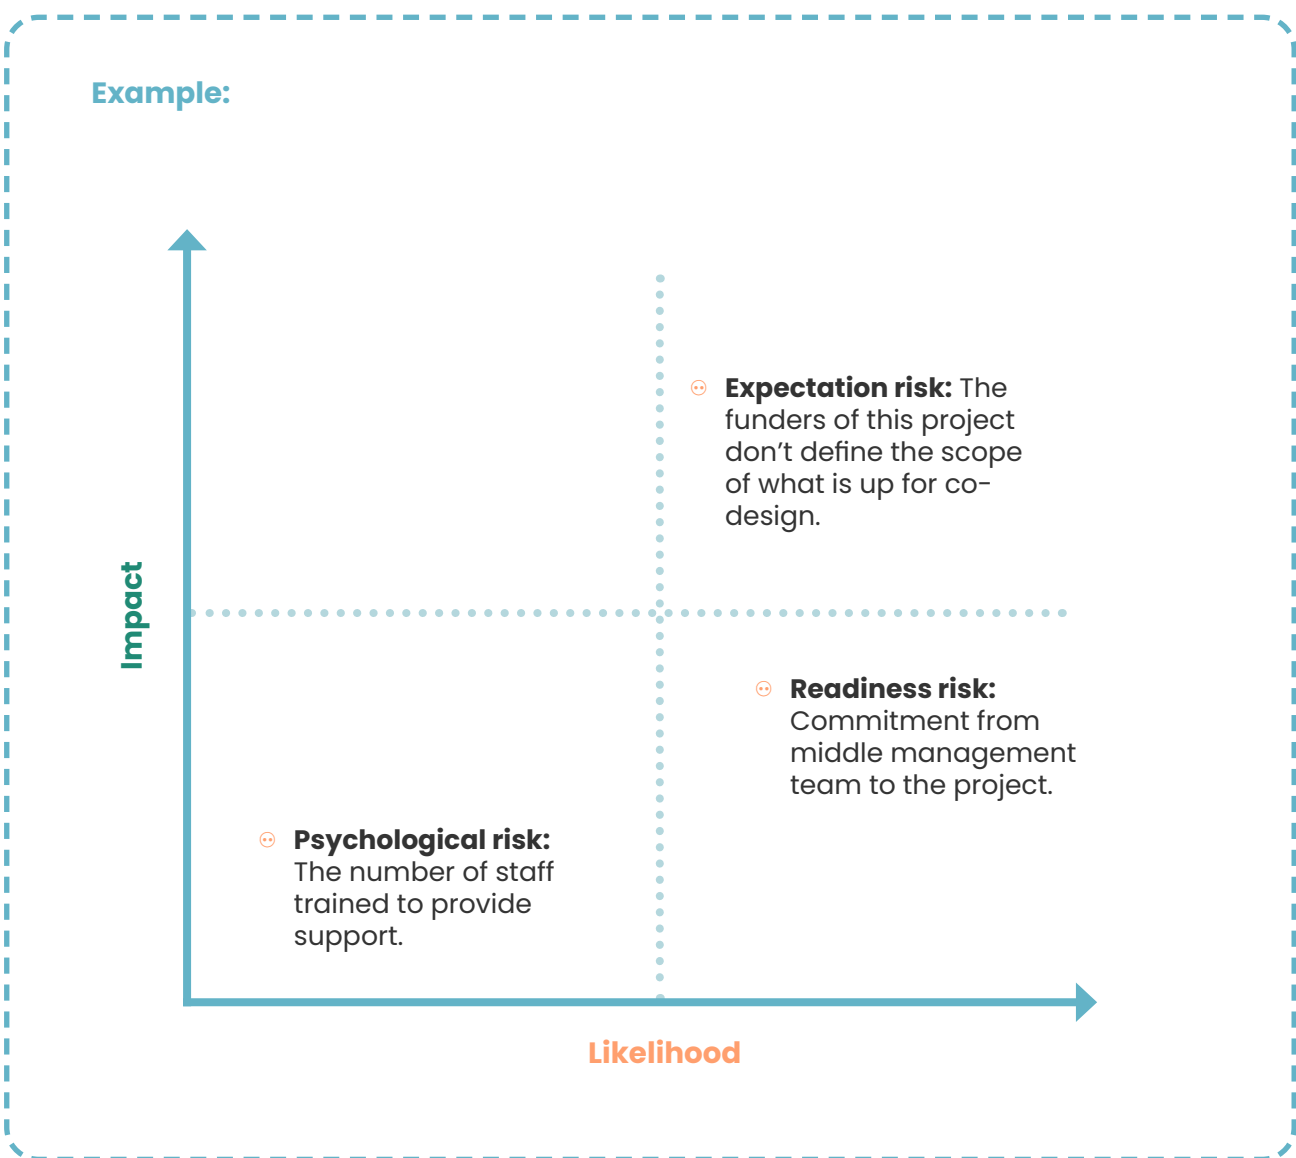 Example:
Expectation risk: The
funders of this project
don’t define the scope
of what is up for co-
design.
Impact
Readiness risk:
Commitment from
middle management
team to the project.
Psychological risk:
The number of staff
trained to provide
support.
Likelihood